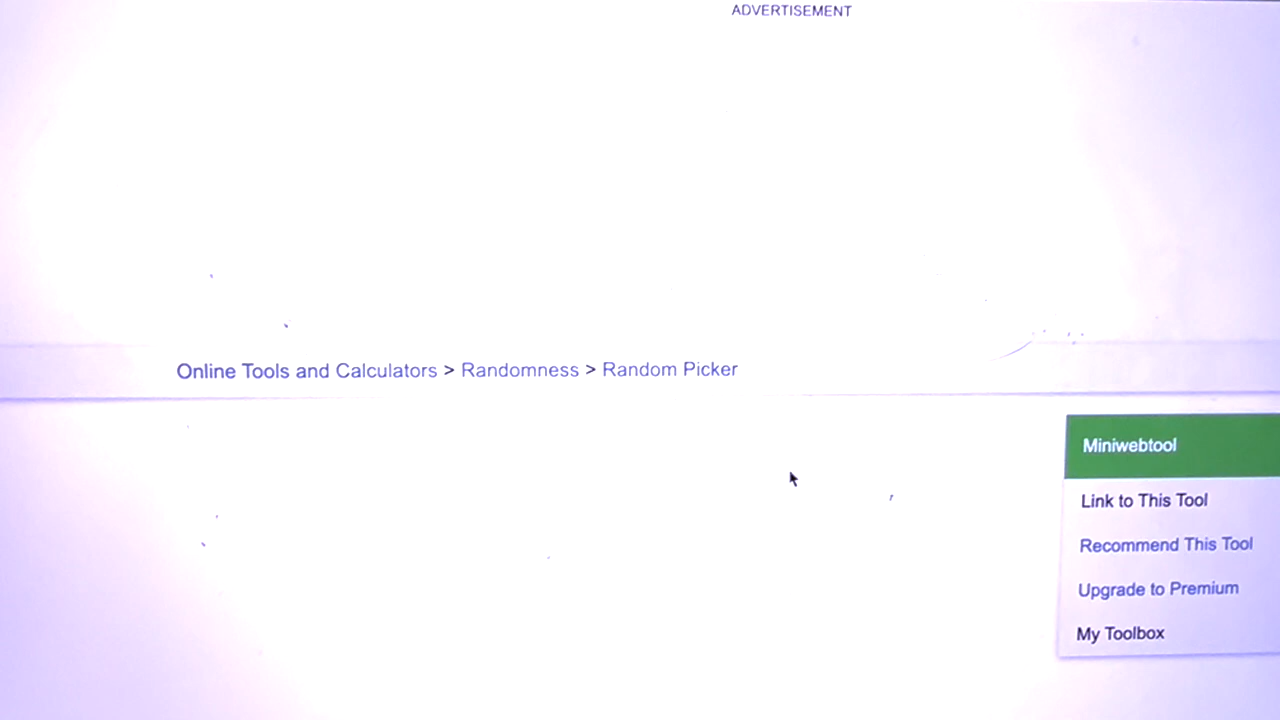 ADVERTISEMENT
Online Tools and Calculators > Randomness > Random Picker
Miniwebtool
Link to This Tool
Recommend This Tool
Upgrade to Premium
My Toolbox